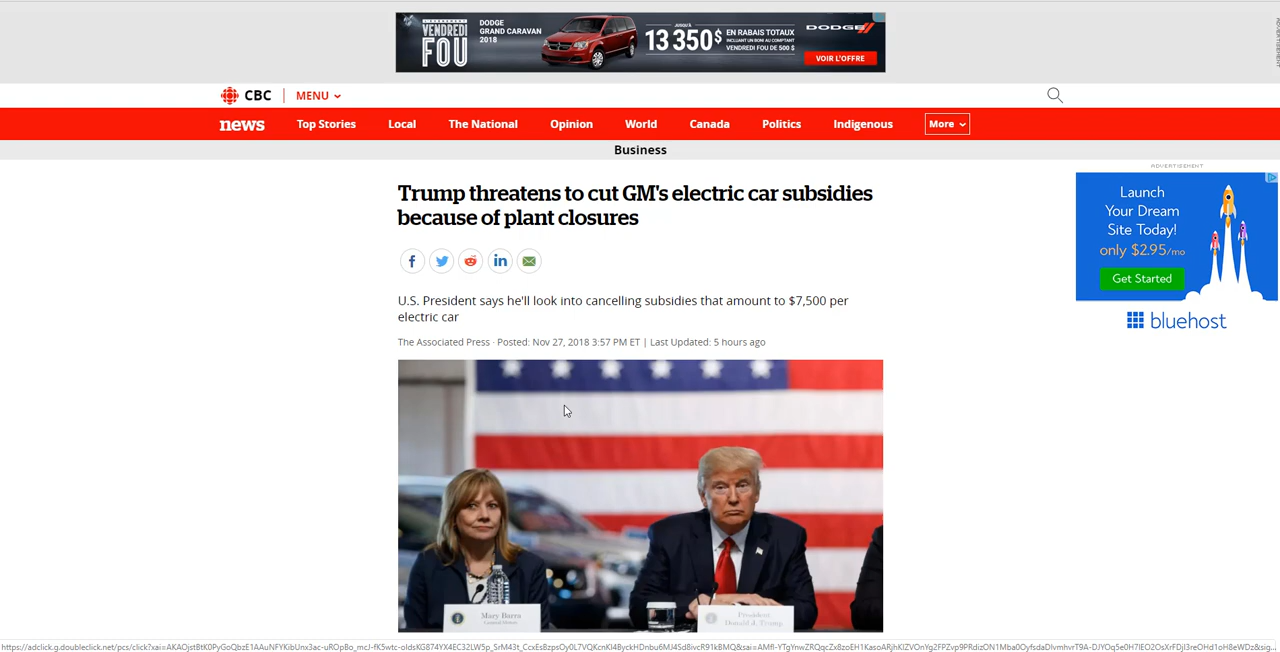 L'ÉVÉNEMENT
VENDREDI
FOU
DODGE
GRAND CARAVAN
2018
JUSQU'À
13 350$
EN RABAIS TOTAUX
INCLUANT UN BONI AU COMPTANT
VENDREDI FOU DE 500 $
DODGE
VOIR L'OFFRE
ADVERTISEMENT
CBC
MENU
news
Top Stories
Local
The National
Opinion
World
Canada
Politics
Indigenous
More
Business
Trump threatens to cut GM's electric car subsidies
because of plant closures
U.S. President says he'll look into cancelling subsidies that amount to $7,500 per
electric car
The Associated Press · Posted: Nov 27, 2018 3:57 PM ET | Last Updated: 5 hours ago
ADVERTISEMENT
Launch
Your Dream
Site Today!
only $2.95/mo
Get Started
bluehost
Mary Barra
General Motors
President
Donald J. Trump